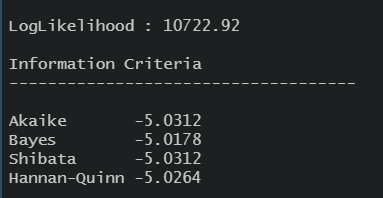 LogLikelihood : 10722.92
Information Criteria
------------------------------------
Akaike       -5.0312
Bayes        -5.0178
Shibata      -5.0312
Hannan-Quinn -5.0264